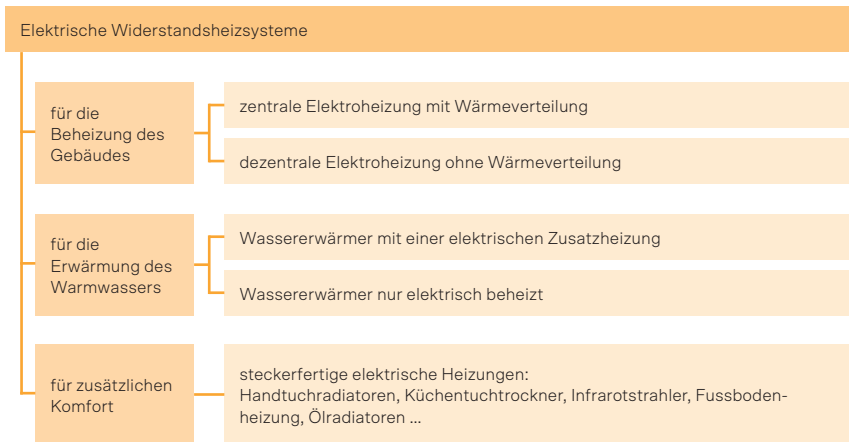 Elektrische Widerstandsheizsysteme
für die
Beheizung des
Gebäudes
zentrale Elektroheizung mit Wärmeverteilung
dezentrale Elektroheizung ohne Wärmeverteilung
für die
Erwärmung des
Warmwassers
Wassererwärmer mit einer elektrischen Zusatzheizung
Wassererwärmer nur elektrisch beheizt
für zusätzlichen
Komfort
steckerfertige elektrische Heizungen:
Handtuchradiatoren, Küchentuchtrockner, Infrarotstrahler, Fussboden-
heizung, Ölradiatoren ...